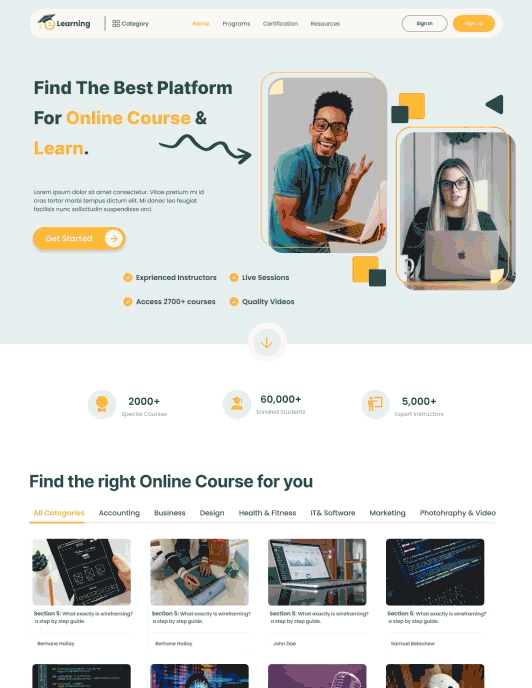 Learning
Category
Home Programs Certification Resources
Sign in Sign up
Find The Best Platform
For Online Course &
Learn.
Lorem ipsum dolor sit amet consectetur. Vitae pretium mi id
cras tortor marbi tempus dictum elit. Mi donec leo feugiat
facilisis nunc sollicitudin suspendisse orci.
Get Started
Exprienced Instructors Live Sessions
Access 2700+ courses Quality Videos
2000+
Special Courses
60,000+
Enrolled Students
5,000+
Expert Instructors
Find the right Online Course for you
All Catagories Accounting Business Design Health & Fitness IT& Software Marketing Photohraphy & Video
Section 5: What exactly is wireframing?
a step by step guide.
Berhane Hailay
Section 5: What exactly is wireframing?
a step by step guide.
Berhane Hailay
Section 5: What exactly is wireframing?
a step by step guide.
John Doe
Section 5: What exactly is wireframing?
a step by step guide.
Samuel Belachew